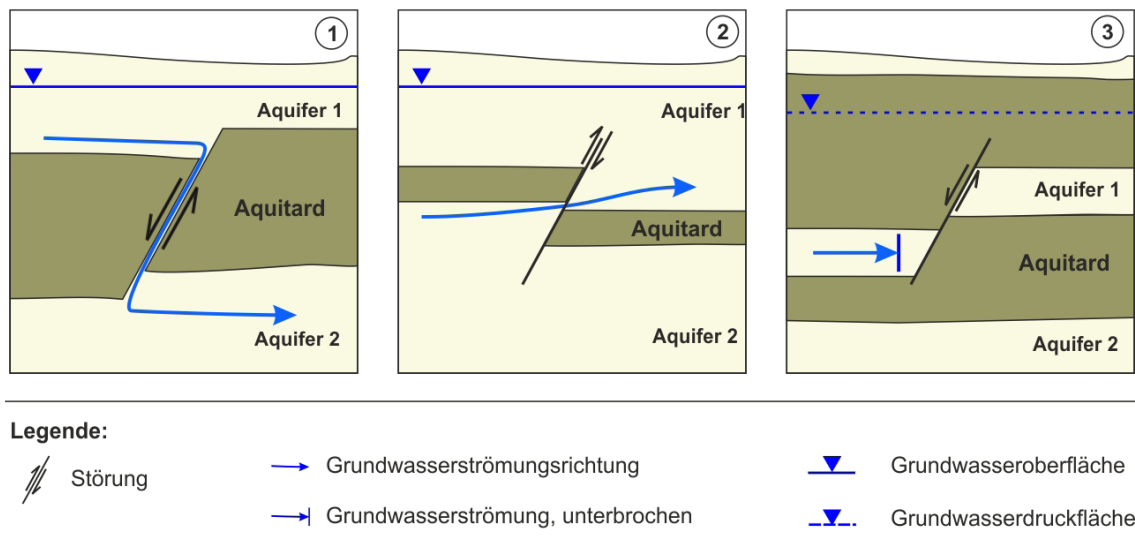 1
Aquifer 1
Aquitard
Aquifer 2
2
Aquifer 1
Aquitard
Aquifer 2
3
Aquifer 1
Aquitard
Aquifer 2
Legende:
Störung
Grundwasserströmungsrichtung
Grundwasserströmung, unterbrochen
Grundwasseroberfläche
Grundwasserdruckfläche